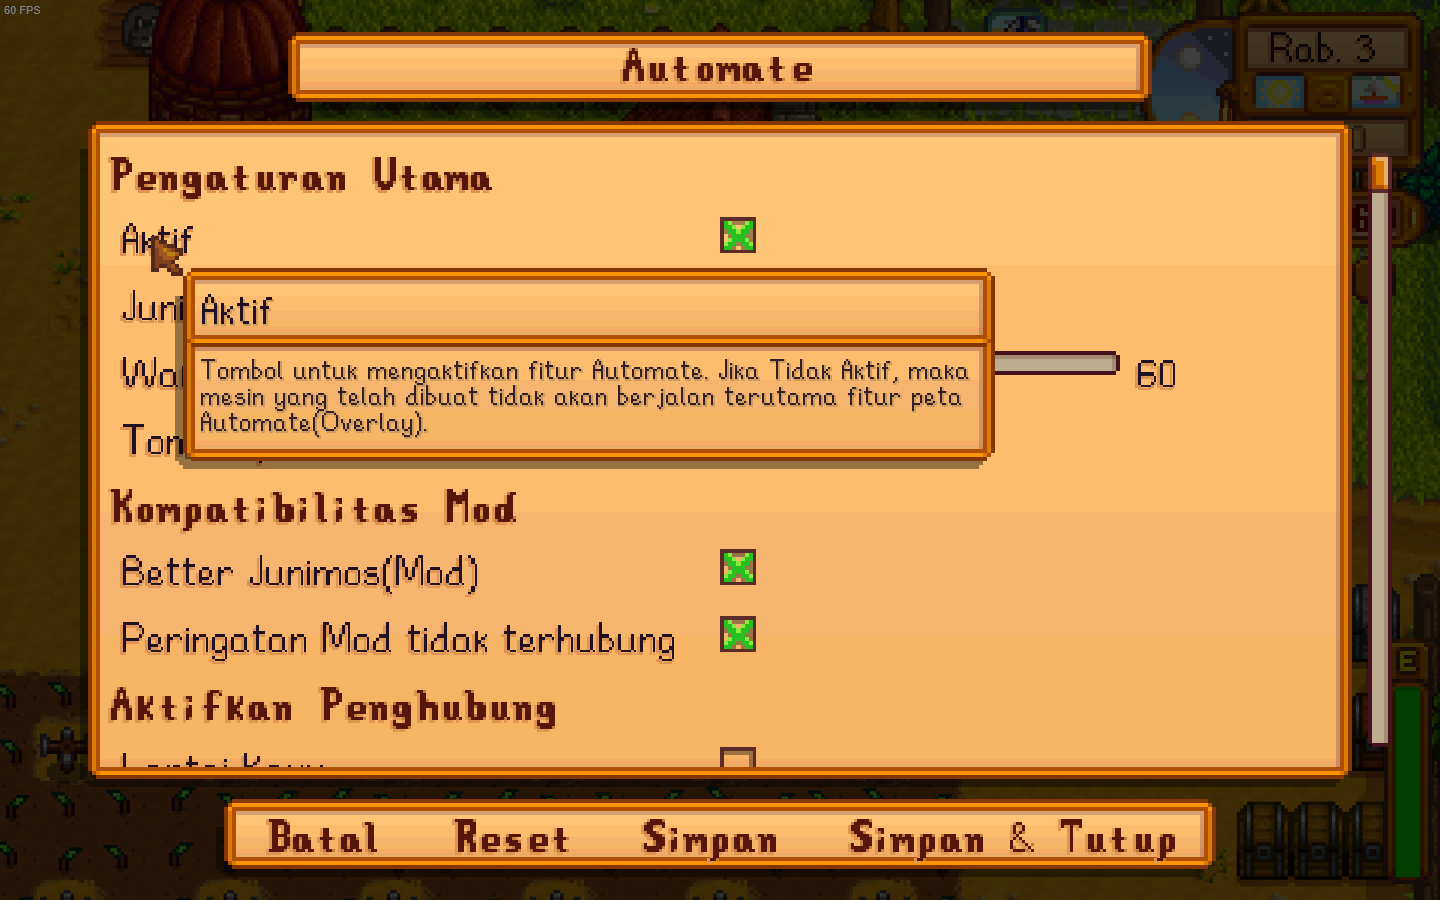 60 FPS
Automate
Rab. 3
Pengaturan Utama
Aktif
Aktif
Tombol untuk mengaktifkan fitur Automate. Jika Tidak Aktif, maka
mesin yang telah dibuat tidak akan berjalan terutama fitur peta
Automate(Overlay).
60
Kompatibilitas Mod
Better Junimos(Mod)
Peringatan Mod tidak terhubung
Aktifkan Penghubung
E
Batal Reset Simpan Simpan & Tutup